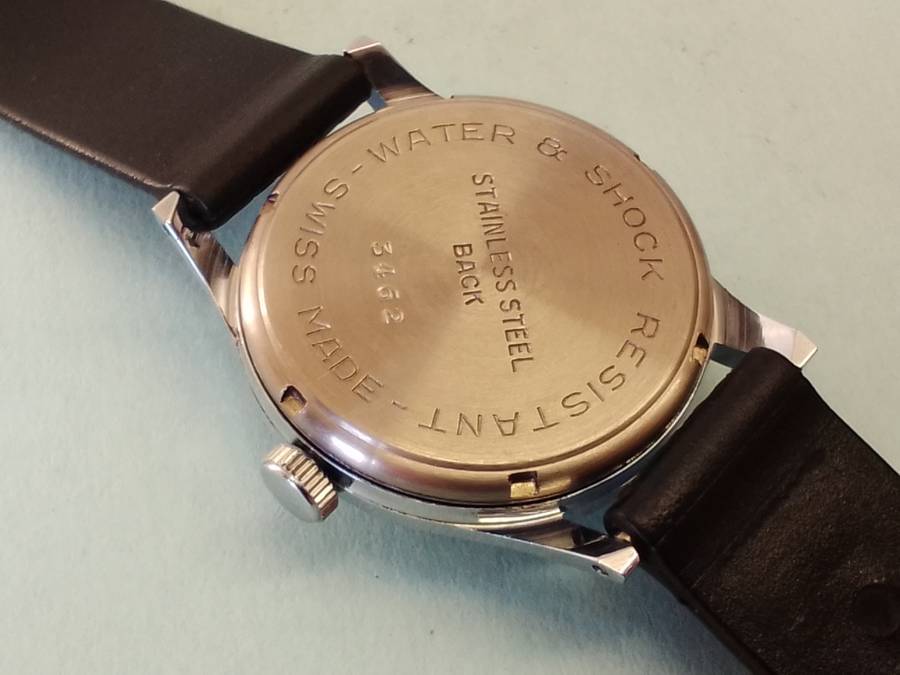 WATER & SHOCK RESISTANT - SWISS MADE -
STAINLESS STEEL
BACK
3462